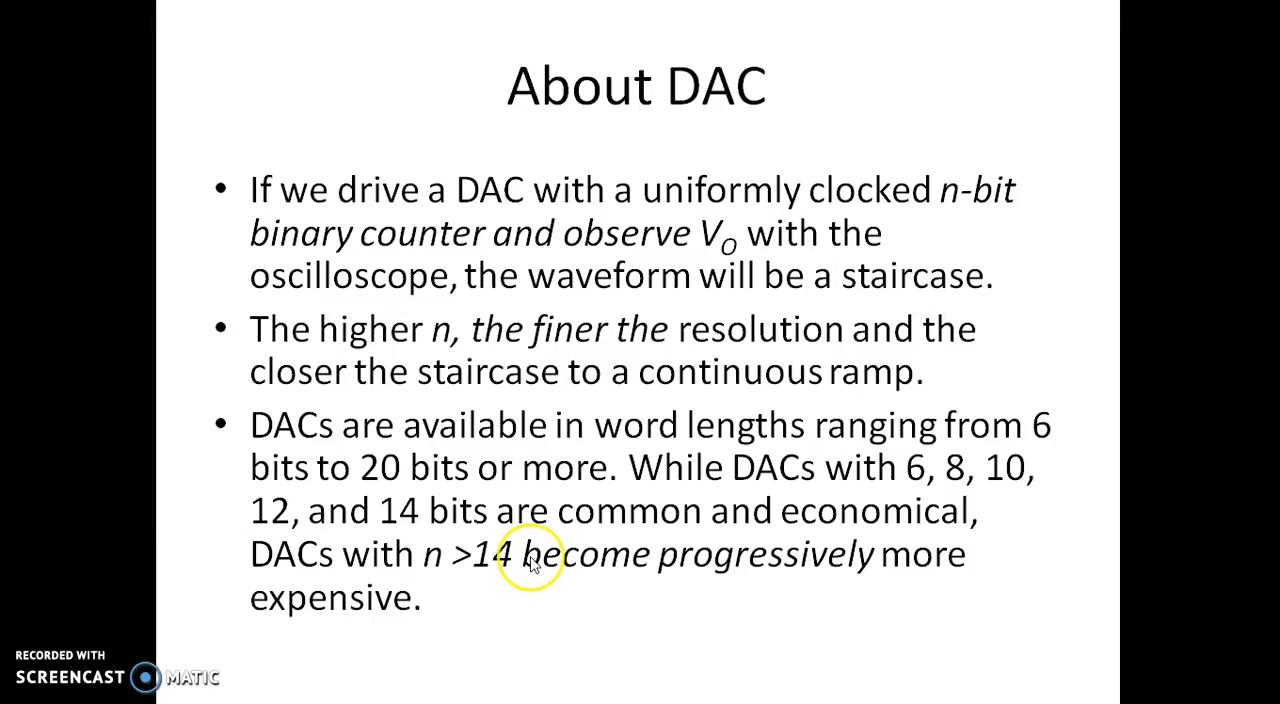 About DAC
• If we drive a DAC with a uniformly clocked n-bit
binary counter and observe VO with the
oscilloscope, the waveform will be a staircase.
• The higher n, the finer the resolution and the
closer the staircase to a continuous ramp.
• DACs are available in word lengths ranging from 6
bits to 20 bits or more. While DACs with 6, 8, 10,
12, and 14 bits are common and economical,
DACs with n >14 become progressively more
expensive.
RECORDED WITH
SCREENCAST MATIC